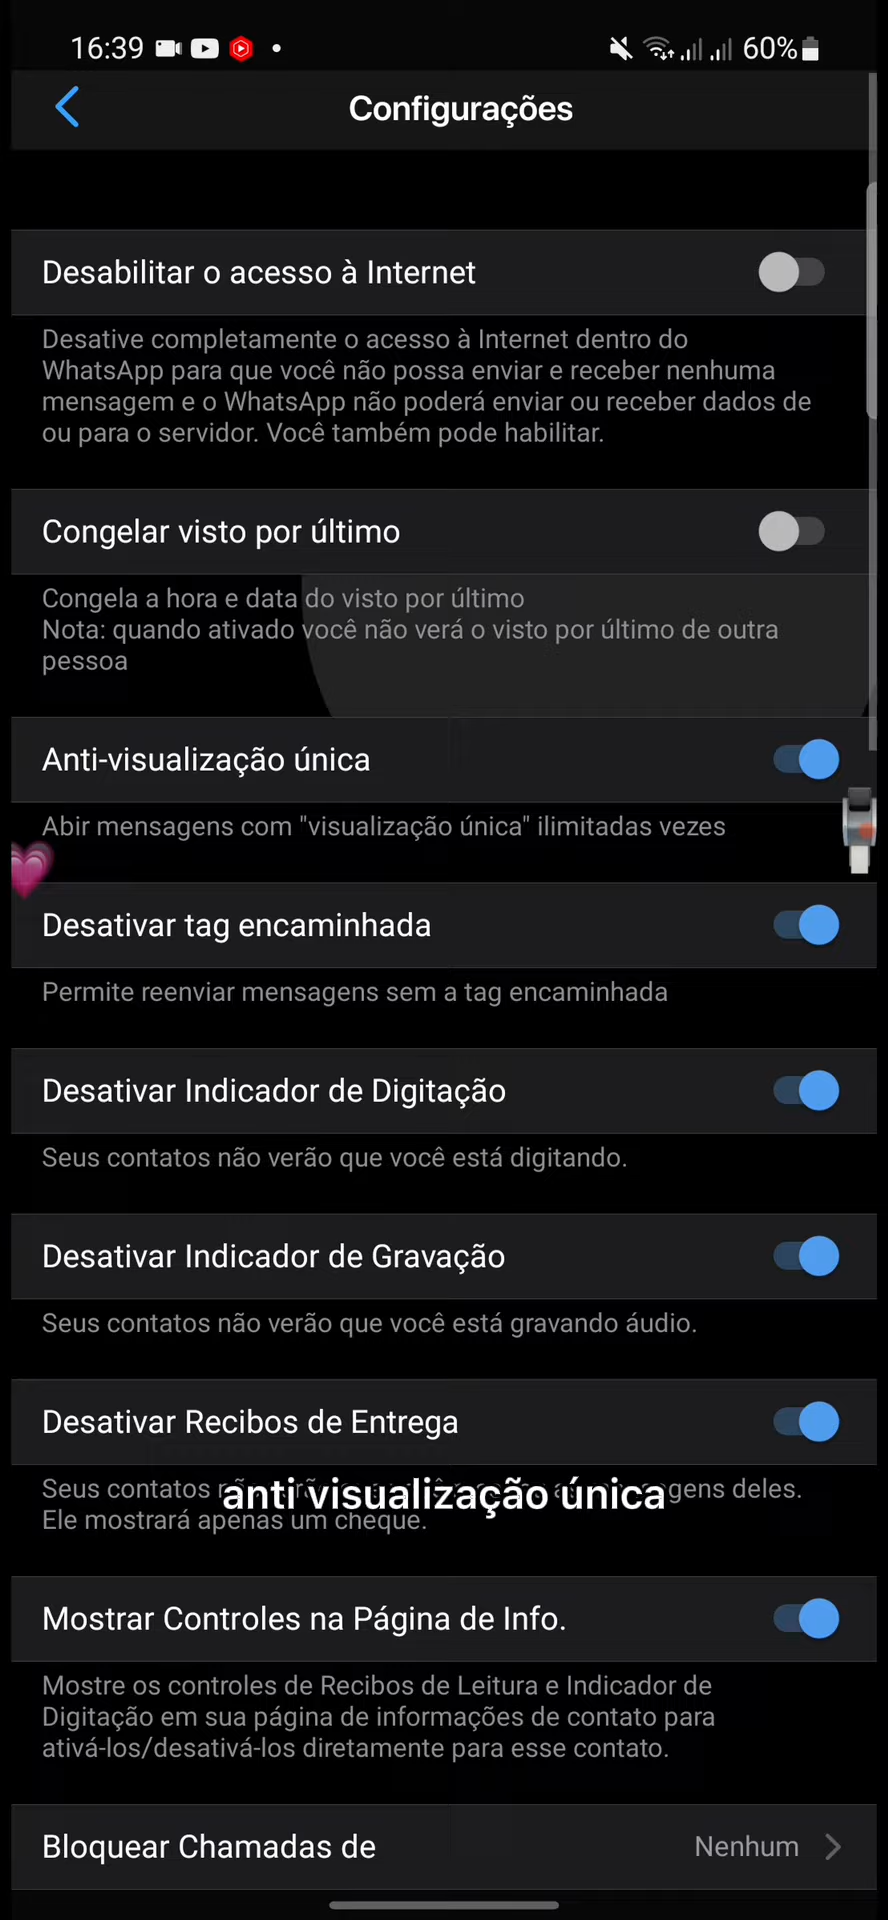 16:39
60%
Configurações
Desabilitar o acesso à Internet
Desative completamente o acesso à Internet dentro do
WhatsApp para que você não possa enviar e receber nenhuma
mensagem e o WhatsApp não poderá enviar ou receber dados de
ou para o servidor. Você também pode habilitar.
Congelar visto por último
Congela a hora e data do visto por último
Nota: quando ativado você não verá o visto por último de outra
pessoa
Anti-visualização única
Abir mensagens com "visualização única" ilimitadas vezes
Desativar tag encaminhada
Permite reenviar mensagens sem a tag encaminhada
Desativar Indicador de Digitação
Seus contatos não verão que você está digitando.
Desativar Indicador de Gravação
Seus contatos não verão que você está gravando áudio.
Desativar Recibos de Entrega
Seus contatos deles.
anti visualização única
Ele mostrará apenas um cheque.
Mostrar Controles na Página de Info.
Mostre os controles de Recibos de Leitura e Indicador de
Digitação em sua página de informações de contato para
ativá-los/desativá-los diretamente para esse contato.
Bloquear Chamadas de
Nenhum